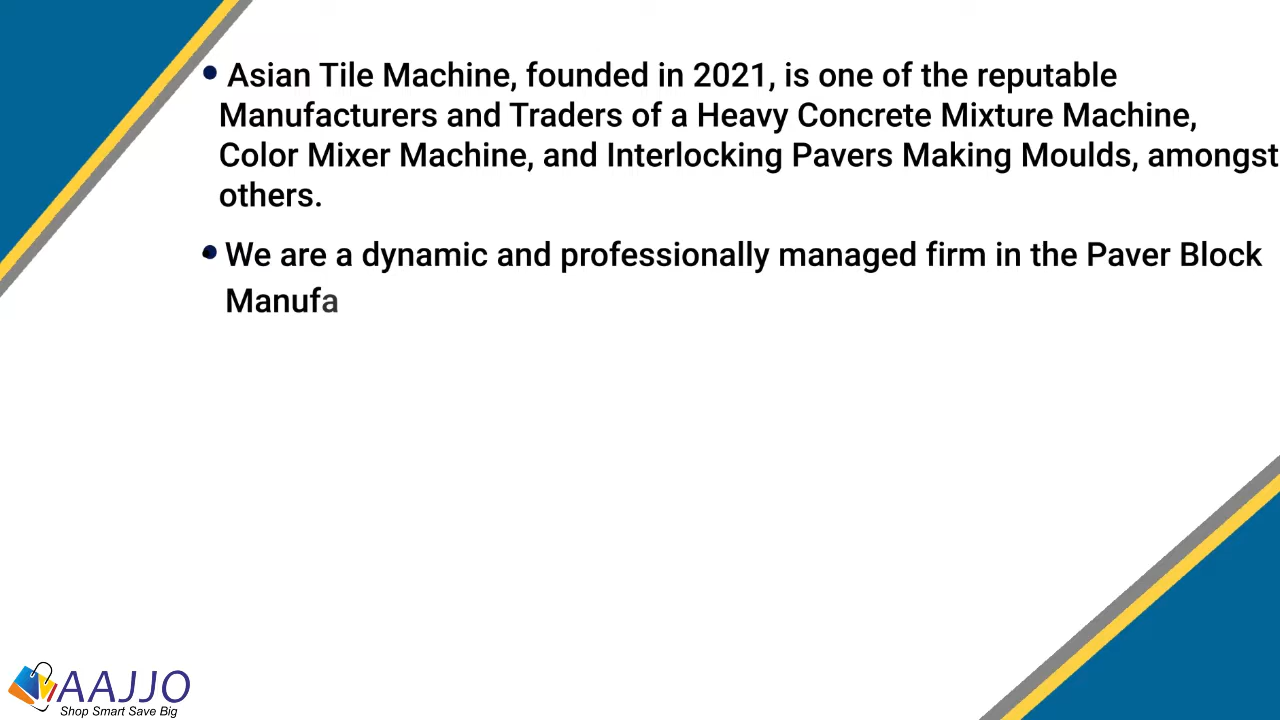 • Asian Tile Machine, founded in 2021, is one of the reputable
Manufacturers and Traders of a Heavy Concrete Mixture Machine,
Color Mixer Machine, and Interlocking Pavers Making Moulds, amongst
others.
• We are a dynamic and professionally managed firm in the Paver Block
Manufa
AAJJO
Shop Smart Save Big